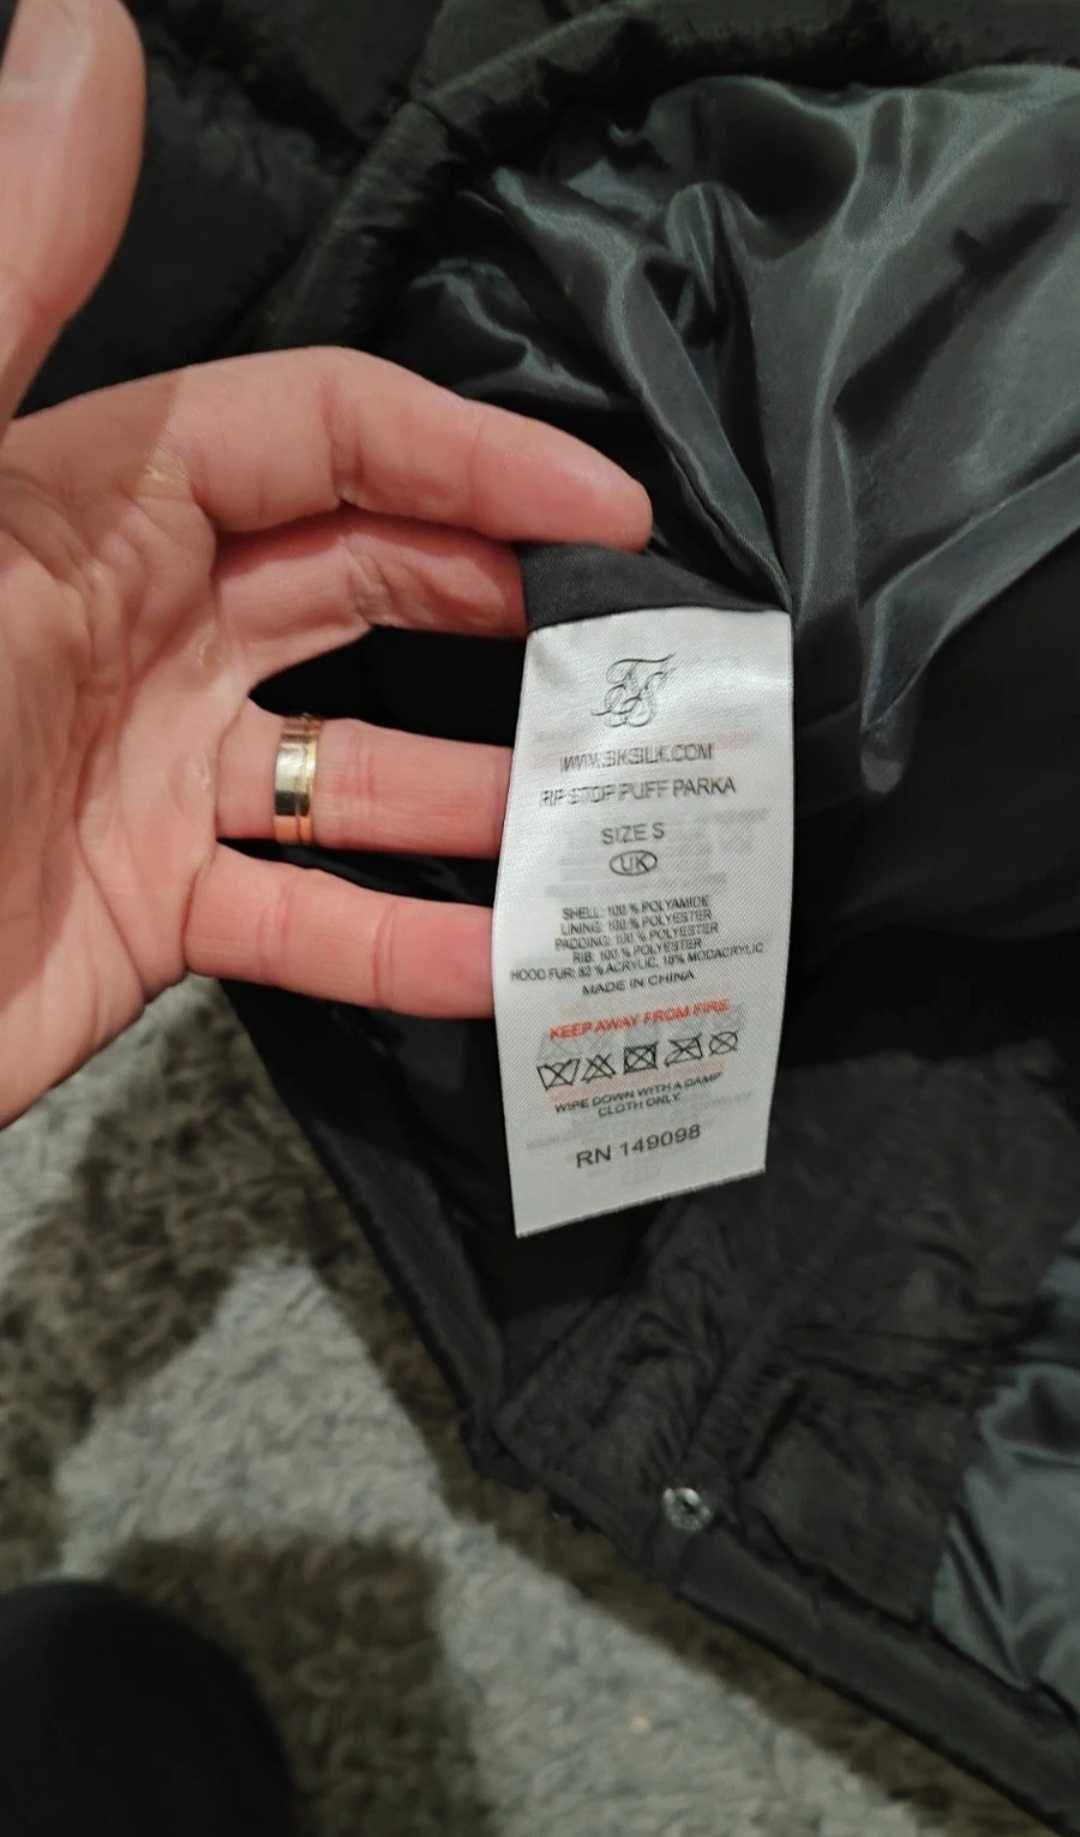 WWW.SIKSILK.COM
RIP STOP PUFF PARKA
SIZE S
UK
SHELL: 100 % POLYAMIDE
LINING: 100 % POLYESTER
PADDING: 100 % POLYESTER
RIB: 100 % POLYESTER
HOOD FUR: 82 % ACRYLIC, 18% MODACRYLIC
MADE IN CHINA
KEEP AWAY FROM FIRE
WIPE DOWN WITH A DAMP
CLOTH ONLY
RN 149098